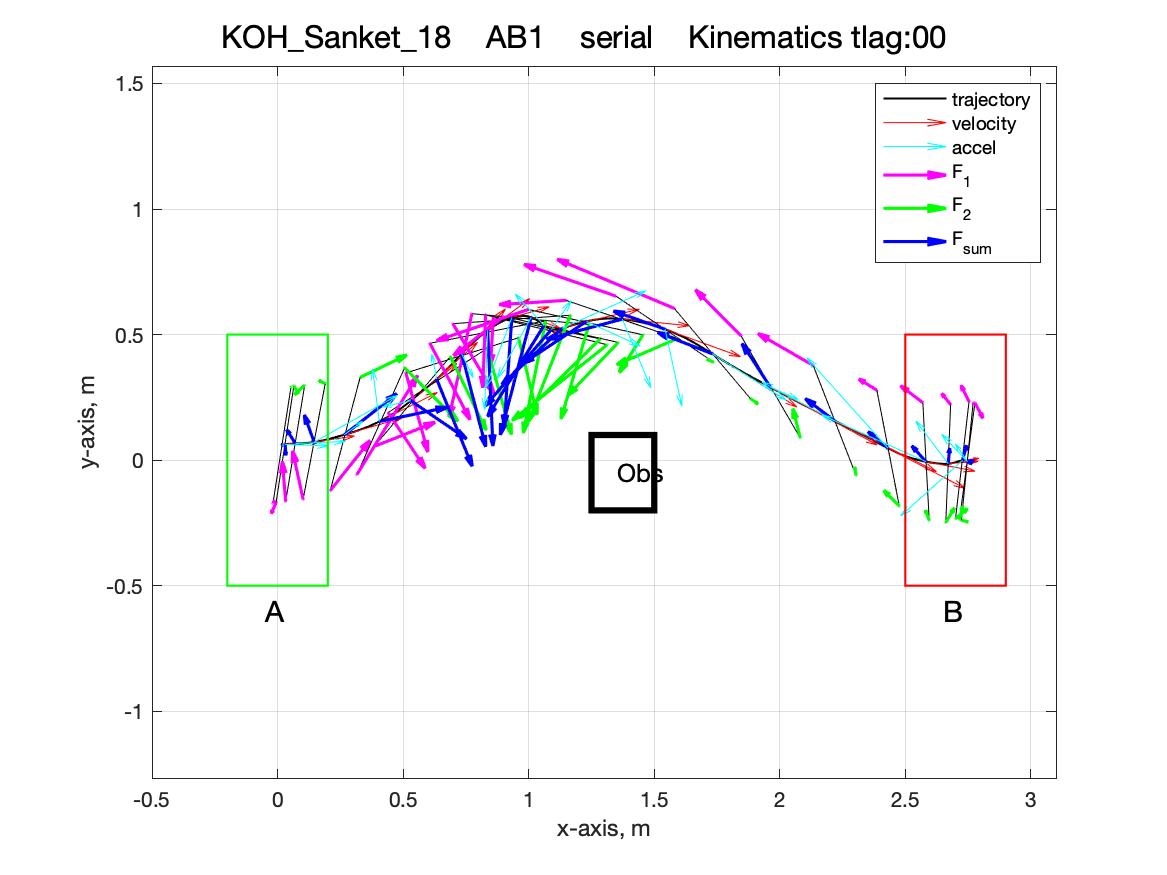 KOH_Sanket_18 AB1 serial Kinematics tlag:00
1.5
1
0.5
0
-0.5
-1
y-axis, m
trajectory
velocity
accel
F1
F2
Fsum
Obs
A
B
-0.5 0 0.5 1 1.5 2 2.5 3
x-axis, m